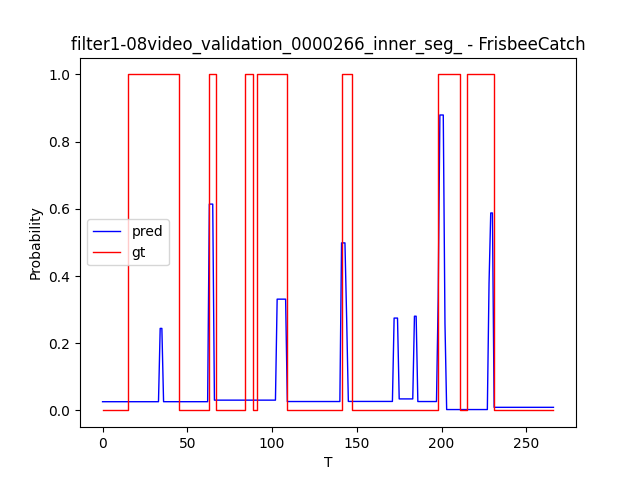 filter1-08video_validation_0000266_inner_seg_ - FrisbeeCatch
1.0
0.8
0.6
0.4
0.2
0.0
Probability
pred
gt
0
50
100
150
200
250
T